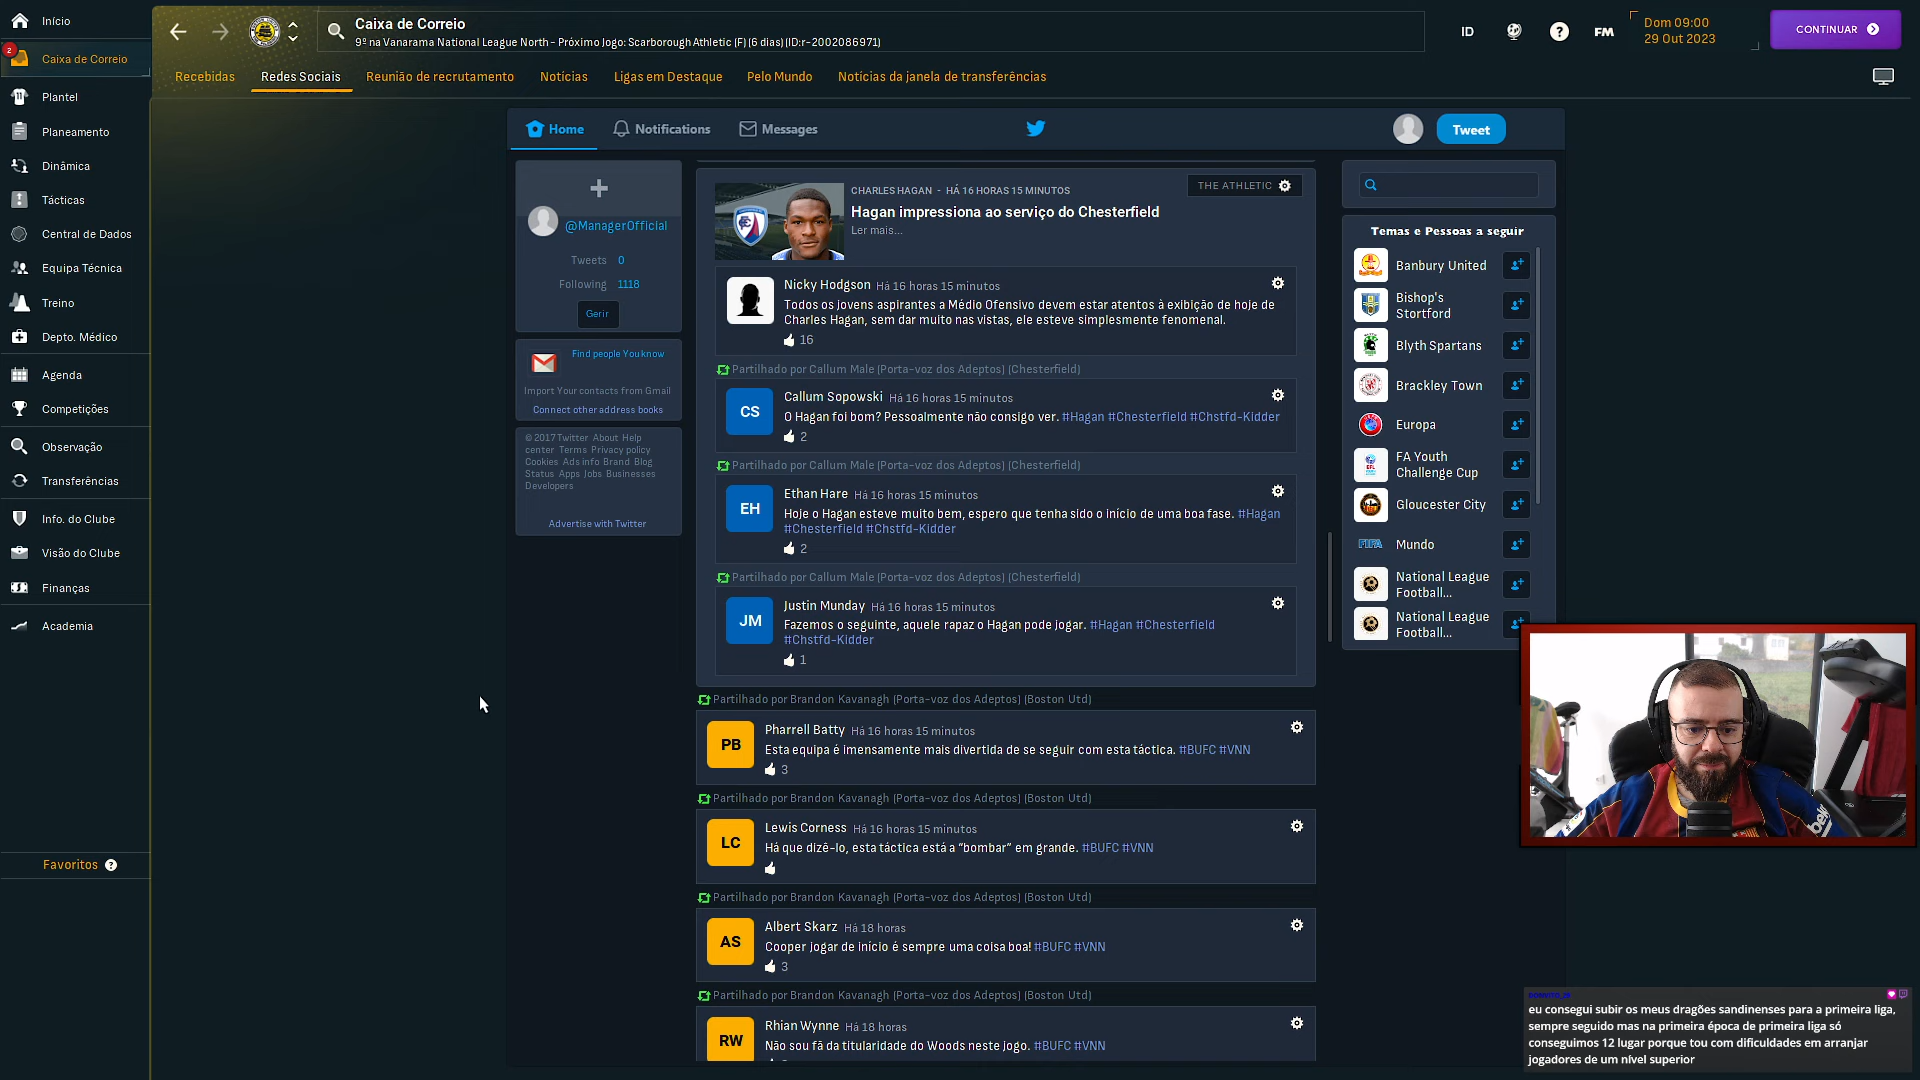 Início
2
Caixa de Correio
Plantel
Planeamento
Dinâmica
Tácticas
Central de Dados
Equipa Técnica
Treino
Depto. Médico
Agenda
Competições
Observação
Transferências
Info. do Clube
Visão do Clube
Finanças
Academia
Favoritos ?
Caixa de Correio
9º na Vanarama National League North - Próximo Jogo: Scarborough Athletic (F) (6 dias) (ID:r-2002086971)
ID
?
FM
Dom 09:00
29 Out 2023
CONTINUAR
Recebidas
Redes Sociais
Reunião de recrutamento
Notícias
Ligas em Destaque
Pelo Mundo
Notícias da janela de transferências
Home
Notifications
Messages
Tweet
@ManagerOfficial
Tweets 0
Following 1118
Gerir
Find people You know
Import Your contacts from Gmail
Connect other address books
© 2017 Twitter About Help
center Terms Privacy policy
Cookies Ads info Brand Blog
Status Apps Jobs Businesses
Developers
Advertise with Twitter
CHARLES HAGAN - HÁ 16 HORAS 15 MINUTOS
THE ATHLETIC
Hagan impressiona ao serviço do Chesterfield
Ler mais...
Nicky Hodgson Há 16 horas 15 minutos
Todos os jovens aspirantes a Médio Ofensivo devem estar atentos à exibição de hoje de
Charles Hagan, sem dar muito nas vistas, ele esteve simplesmente fenomenal.
16
Partilhado por Callum Male (Porta-voz dos Adeptos) (Chesterfield)
CS
Callum Sopowski Há 16 horas 15 minutos
O Hagan foi bom? Pessoalmente não consigo ver. #Hagan #Chesterfield #Chstfd-Kidder
2
Partilhado por Callum Male (Porta-voz dos Adeptos) (Chesterfield)
EH
Ethan Hare Há 16 horas 15 minutos
Hoje o Hagan esteve muito bem, espero que tenha sido o início de uma boa fase. #Hagan
#Chesterfield #Chstfd-Kidder
2
Partilhado por Callum Male (Porta-voz dos Adeptos) (Chesterfield)
JM
Justin Munday Há 16 horas 15 minutos
Fazemos o seguinte, aquele rapaz o Hagan pode jogar. #Hagan #Chesterfield
#Chstfd-Kidder
1
Partilhado por Brandon Kavanagh (Porta-voz dos Adeptos) (Boston Utd)
PB
Pharrell Batty Há 16 horas 15 minutos
Esta equipa é imensamente mais divertida de se seguir com esta táctica. #BUFC #VNN
3
Partilhado por Brandon Kavanagh (Porta-voz dos Adeptos) (Boston Utd)
LC
Lewis Corness Há 16 horas 15 minutos
Há que dizê-lo, esta táctica está a “bombar” em grande. #BUFC #VNN
Partilhado por Brandon Kavanagh (Porta-voz dos Adeptos) (Boston Utd)
AS
Albert Skarz Há 18 horas
Cooper jogar de início é sempre uma coisa boa! #BUFC #VNN
3
Partilhado por Brandon Kavanagh (Porta-voz dos Adeptos) (Boston Utd)
RW
Rhian Wynne Há 18 horas
Não sou fã da titularidade do Woods neste jogo. #BUFC #VNN
Temas e Pessoas a seguir
Banbury United
Bishop's
Stortford
Blyth Spartans
Brackley Town
Europa
FA Youth
Challenge Cup
Gloucester City
FIFA
Mundo
National League
Football...
National League
Football...
beko
eu consegui subir os meus dragões sandinenses para a primeira liga,
sempre seguido mas na primeira época de primeira liga só
conseguimos 12 lugar porque tou com dificuldades em arranjar
jogadores de um nível superior